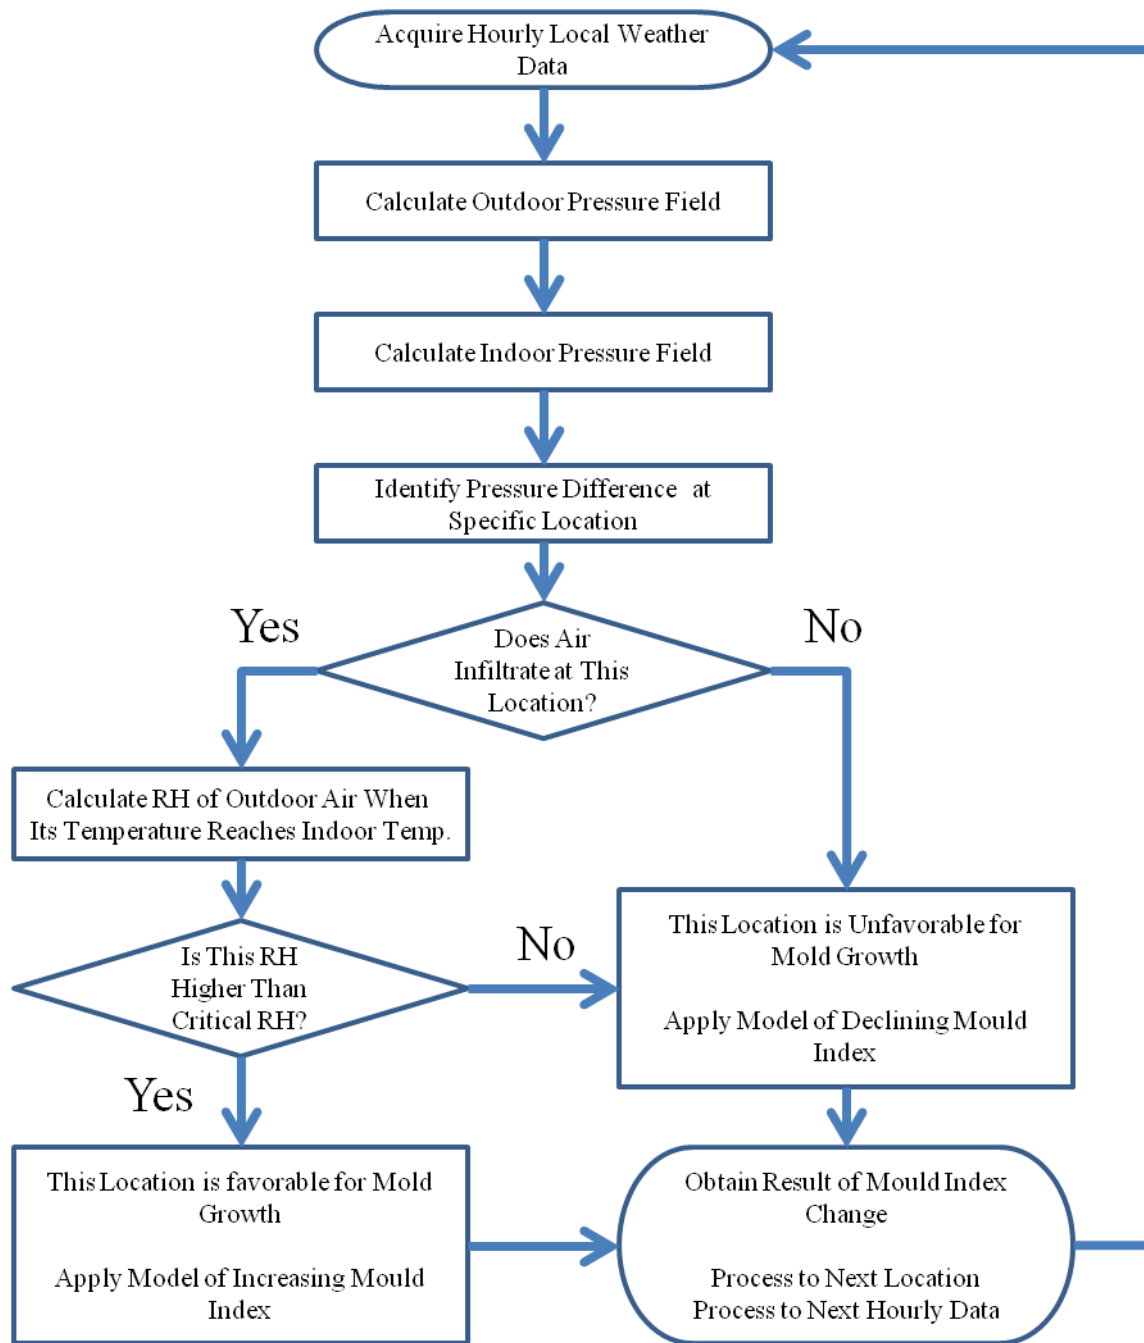 Acquire Hourly Local Weather
Data
Calculate Outdoor Pressure Field
Calculate Indoor Pressure Field
Identify Pressure Difference at
Specific Location
Yes
No
Does Air
Infiltrate at This
Location?
Calculate RH of Outdoor Air When
Its Temperature Reaches Indoor Temp.
Is This RH
Higher Than
Critical RH?
No
This Location is Unfavorable for
Mold Growth
Apply Model of Declining Mould
Index
Yes
This Location is favorable for Mold
Growth
Apply Model of Increasing Mould
Index
Obtain Result of Mould Index
Change
Process to Next Location
Process to Next Hourly Data